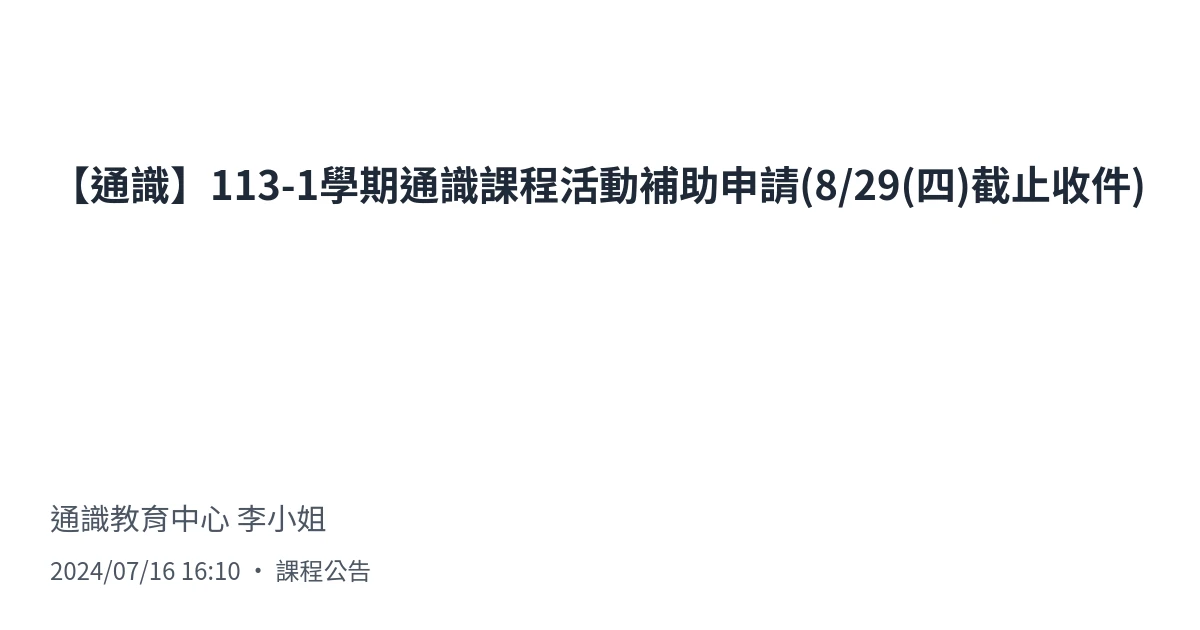 【通識】113-1學期通識課程活動補助申請(8/29(四)截止收件)
通識教育中心 李小姐
2024/07/16 16:10 • 課程公告